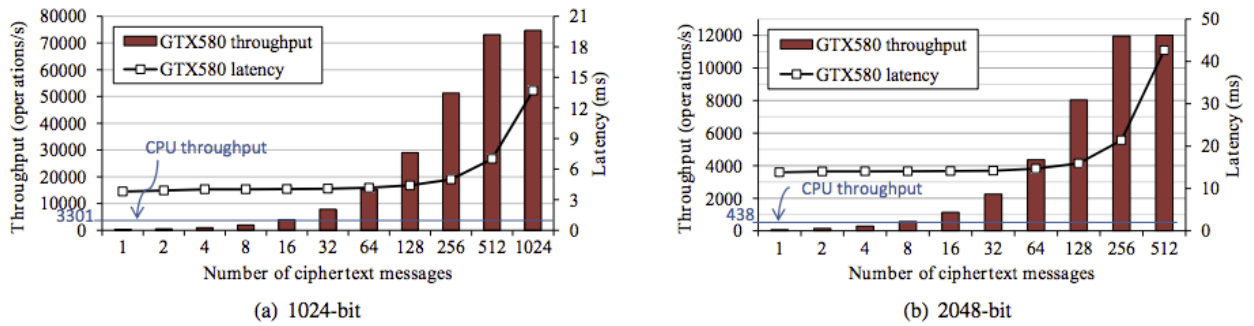 80000
70000
60000
50000
40000
30000
20000
10000
3301
0
Throughput (operations/s)
GTX580 throughput
GTX580 latency
CPU throughput
21
18
15
12
9
6
3
0
Latency (ms)
1 2 4 8 16 32 64 128 256 512 1024
Number of ciphertext messages
(a) 1024-bit
12000
10000
8000
6000
4000
2000
438
0
Throughput (operations/s)
GTX580 throughput
GTX580 latency
CPU throughput
50
40
30
20
10
0
Latency (ms)
1 2 4 8 16 32 64 128 256 512
Number of ciphertext messages
(b) 2048-bit